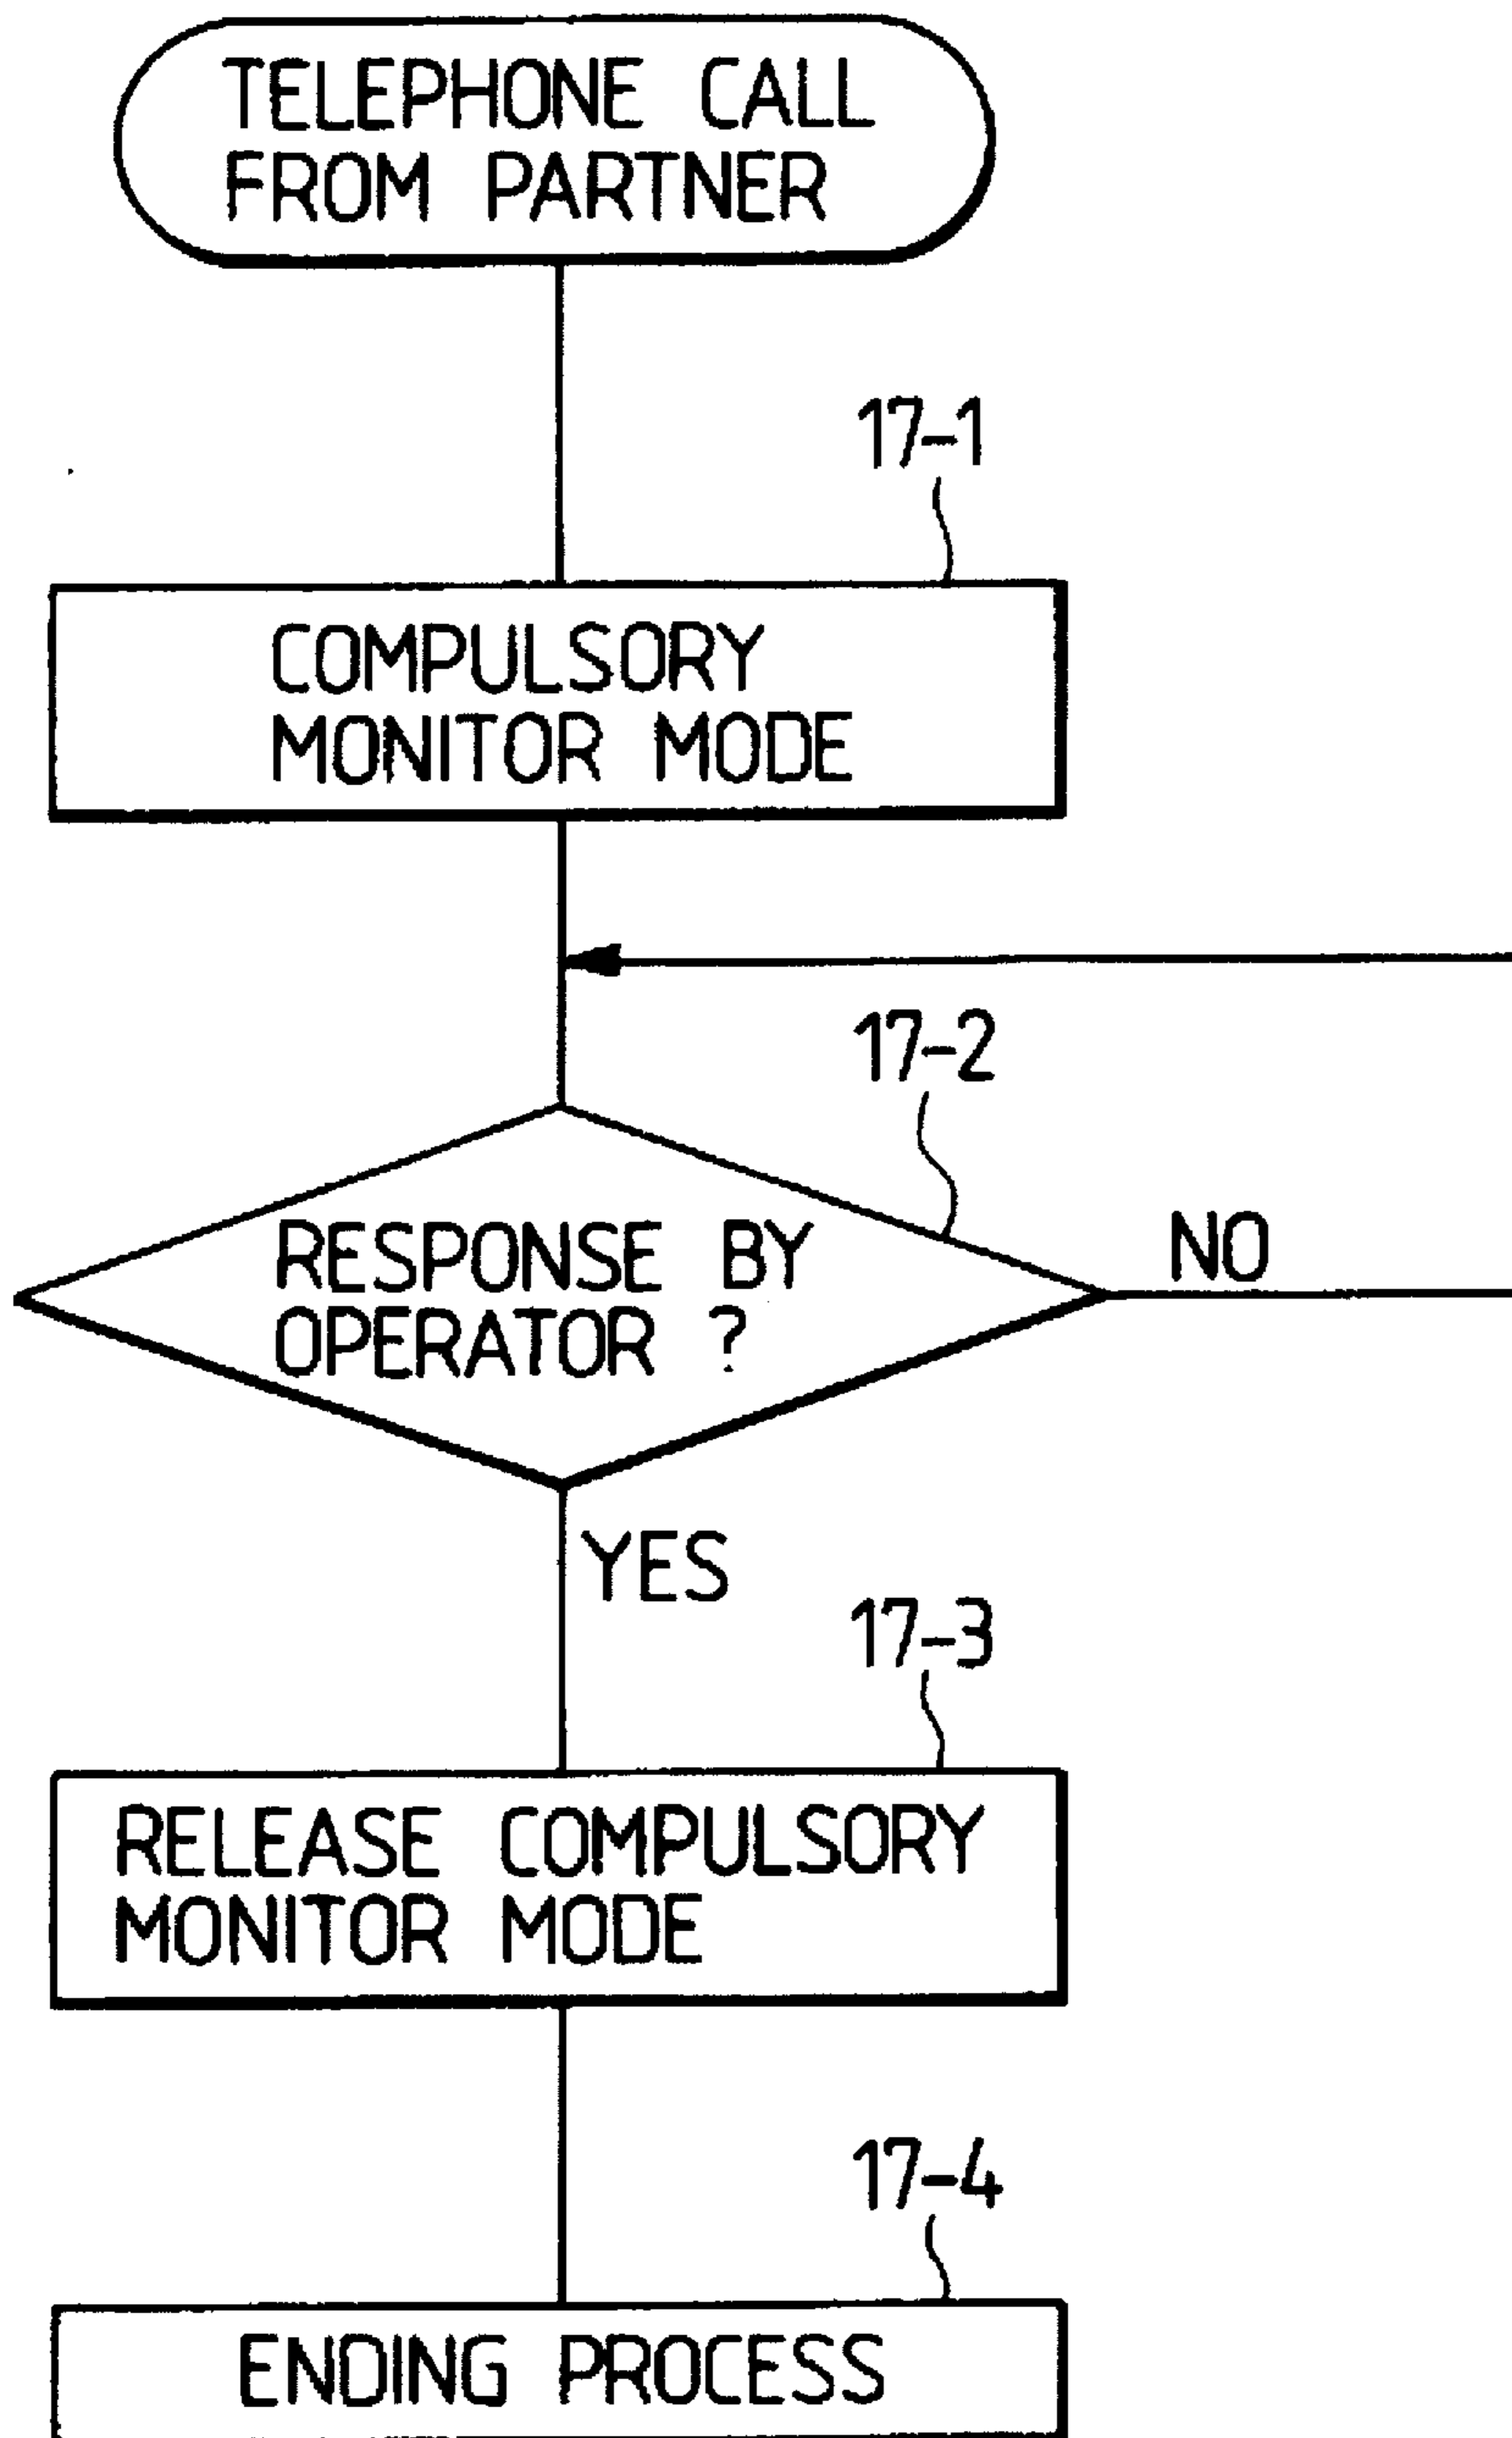 TELEPHONE CALL
FROM PARTNER
17-1
COMPULSORY
MONITOR MODE
17-2
RESPONSE BY
OPERATOR ?
NO
YES
17-3
RELEASE COMPULSORY
MONITOR MODE
17-4
ENDING PROCESS